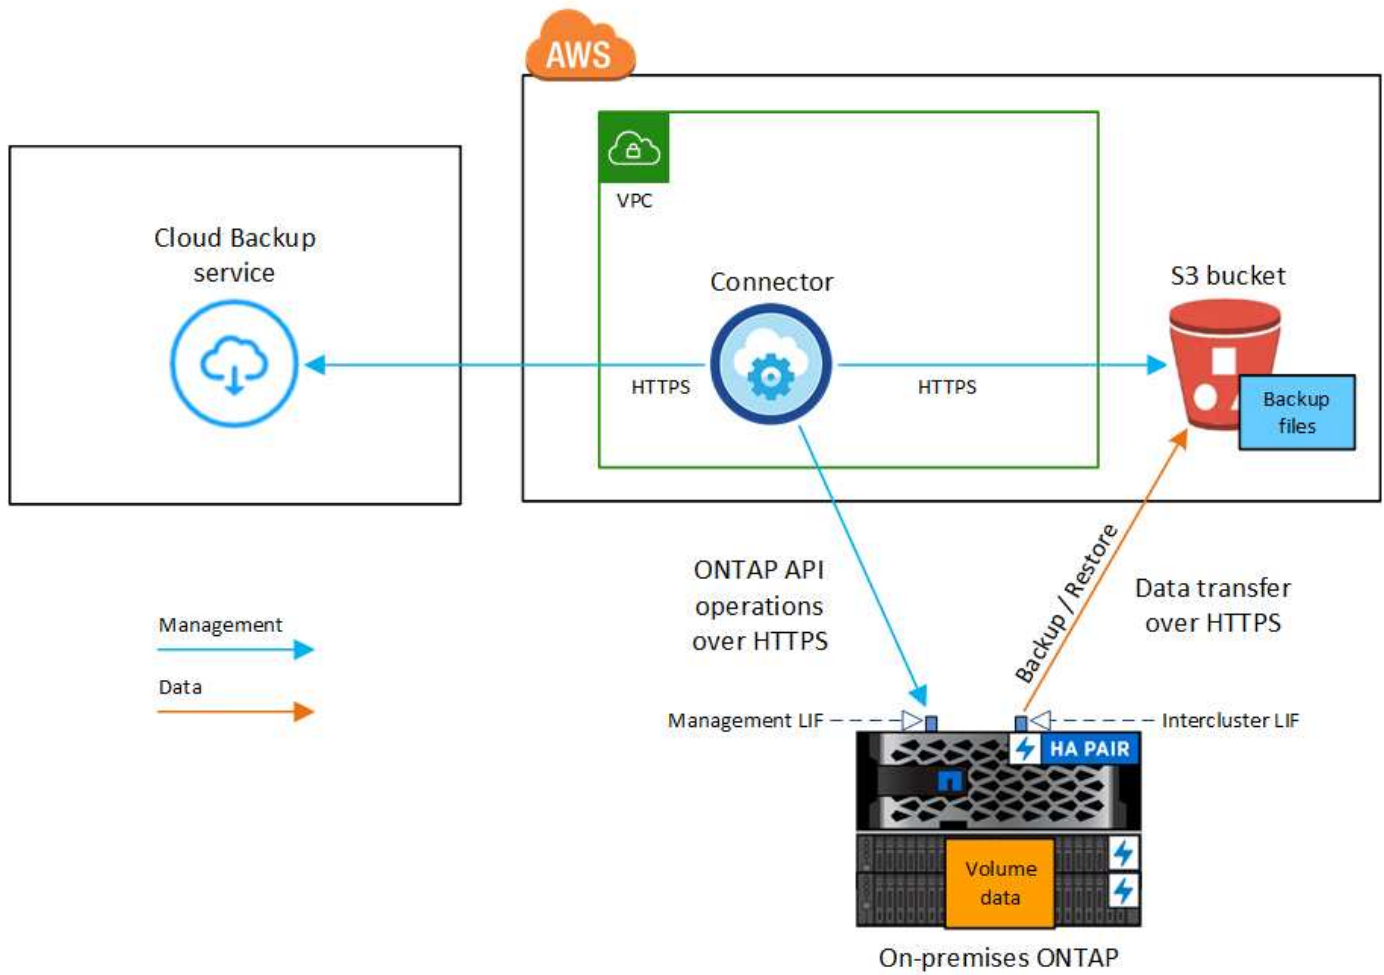 AWS
VPC
Cloud Backup
service
Connector
S3 bucket
HTTPS
HTTPS
Backup
files
ONTAP API
operations
over HTTPS
Backup / Restore
Data transfer
over HTTPS
Management
Data
Management LIF
Intercluster LIF
HA PAIR
Volume
data
On-premises ONTAP